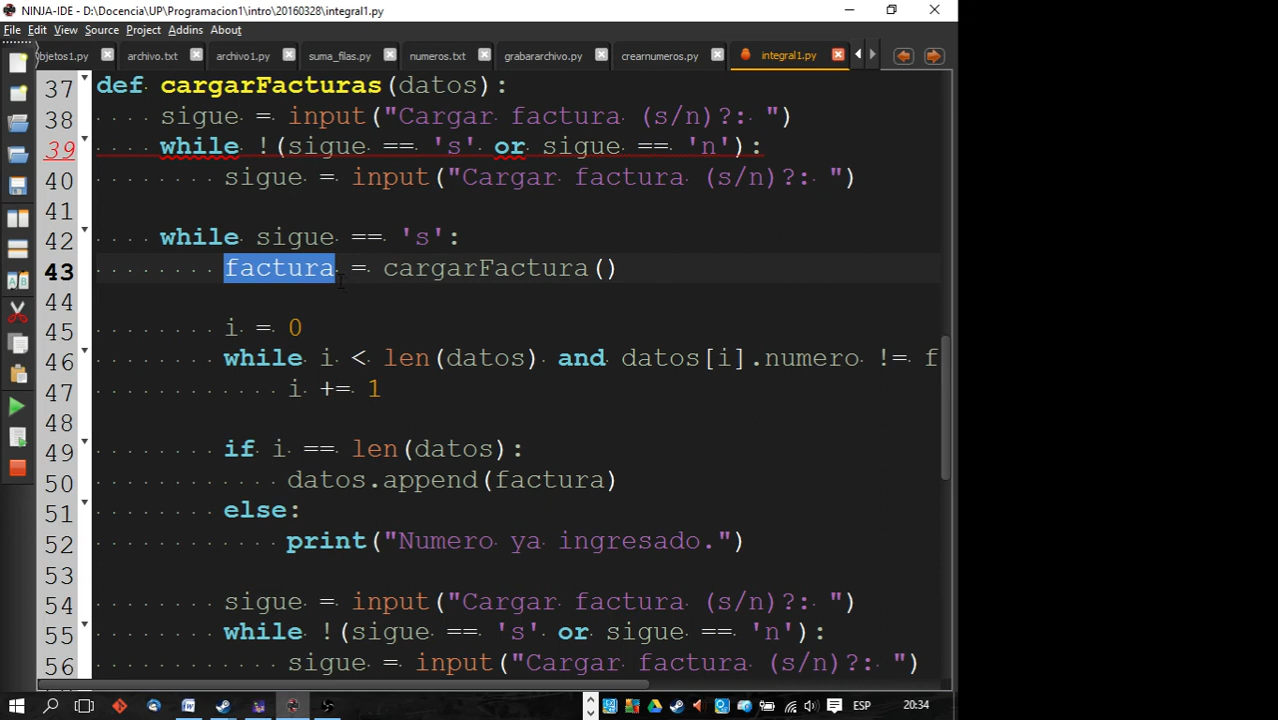 NINJA-IDE - D:\Docencia\UP\Programacion1\intro\20160328\integral1.py
File Edit View Source Project Addins About
bjetos1.py archivo.txt archivo1.py suma_filas.py numeros.txt grabararchivo.py crearnumeros.py integral1.py
37 def cargarFacturas(datos):
38 sigue = input("Cargar factura (s/n)?: ")
39 while !(sigue == 's' or sigue == 'n'):
40 sigue = input("Cargar factura (s/n)?: ")
41
42 while sigue == 's':
43 factura = cargarFactura()
44
45 i = 0
46 while i < len(datos) and datos[i].numero != f
47 i += 1
48
49 if i == len(datos):
50 datos.append(factura)
51 else:
52 print("Numero ya ingresado.")
53
54 sigue = input("Cargar factura (s/n)?: ")
55 while !(sigue == 's' or sigue == 'n'):
56 sigue = input("Cargar factura (s/n)?: ")
ESP 20:34